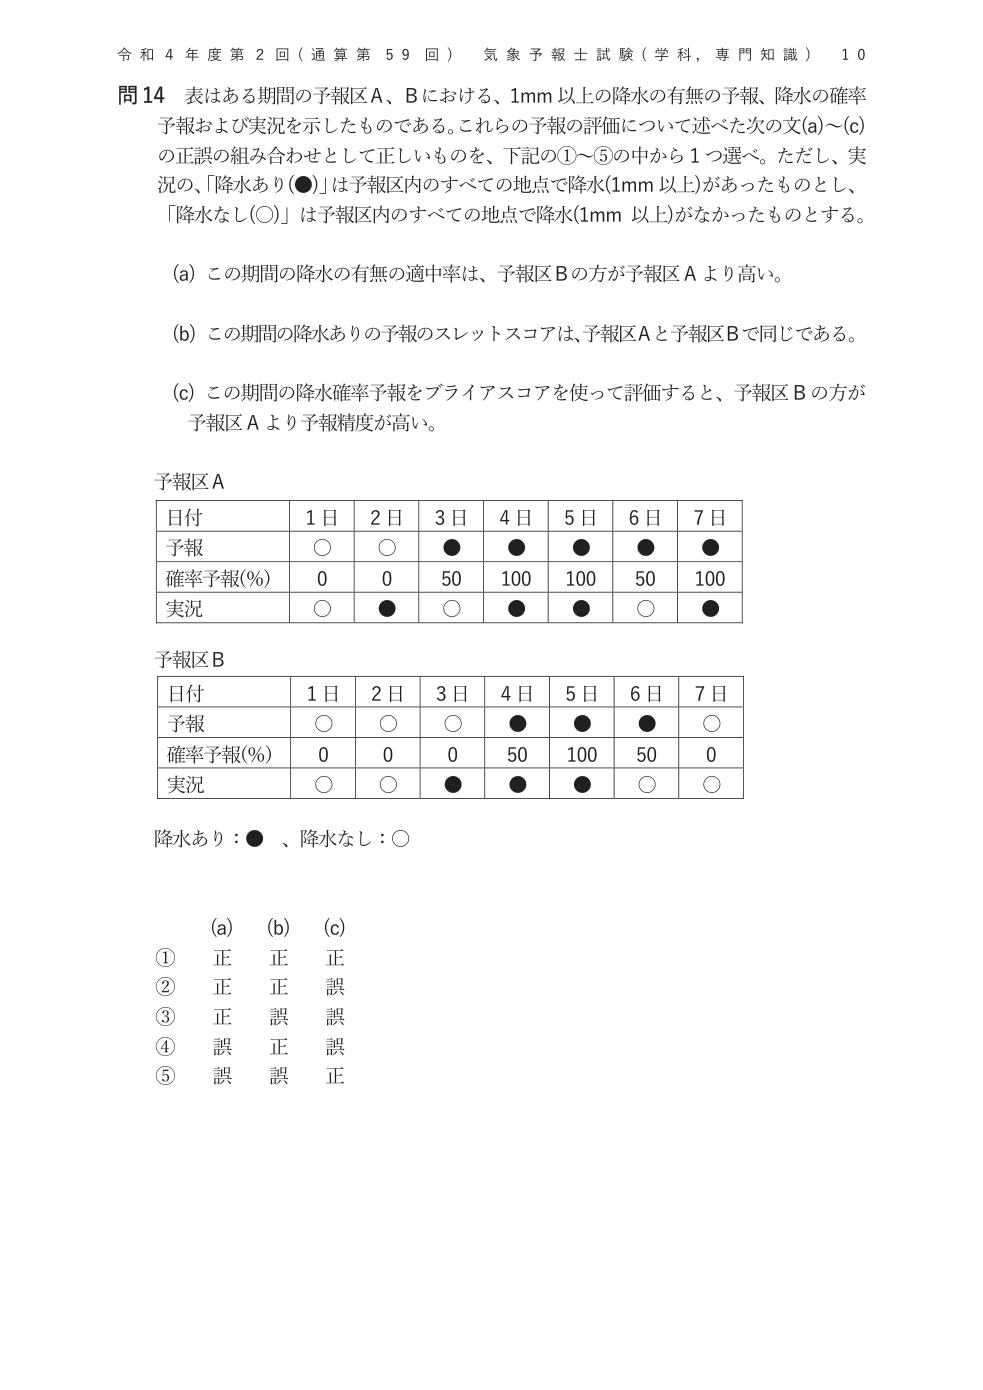 令和4年度第2回(通算第59回) 気象予報士試験(学科,専門知識) 10
問14 表はある期間の予報区A、Bにおける、1mm 以上の降水の有無の予報、降水の確率
予報および実況を示したものである。これらの予報の評価について述べた次の文(a)～(c)
の正誤の組み合わせとして正しいものを、下記の①～⑤の中から 1 つ選べ。ただし、実
況の、「降水あり(●)」は予報区内のすべての地点で降水(1mm 以上)があったものとし、
「降水なし(○)」は予報区内のすべての地点で降水(1mm 以上)がなかったものとする。
(a) この期間の降水の有無の適中率は、予報区Bの方が予報区 A より高い。
(b) この期間の降水ありの予報のスレットスコアは、予報区Aと予報区Bで同じである。
(c) この期間の降水確率予報をブライアスコアを使って評価すると、予報区 B の方が
予報区 A より予報精度が高い。
予報区 A
日付 1日 2日 3日 4日 5日 6日 7日
予報 ○ ○ ● ● ● ● ●
確率予報(%) 0 0 50 100 100 50 100
実況 ○ ● ○ ● ● ○ ●
予報区 B
日付 1日 2日 3日 4日 5日 6日 7日
予報 ○ ○ ○ ● ● ● ○
確率予報(%) 0 0 0 50 100 50 0
実況 ○ ○ ● ● ● ○ ○
降水あり：● 、降水なし：○
(a) (b) (c)
① 正 正 正
② 正 正 誤
③ 正 誤 誤
④ 誤 正 誤
⑤ 誤 誤 正